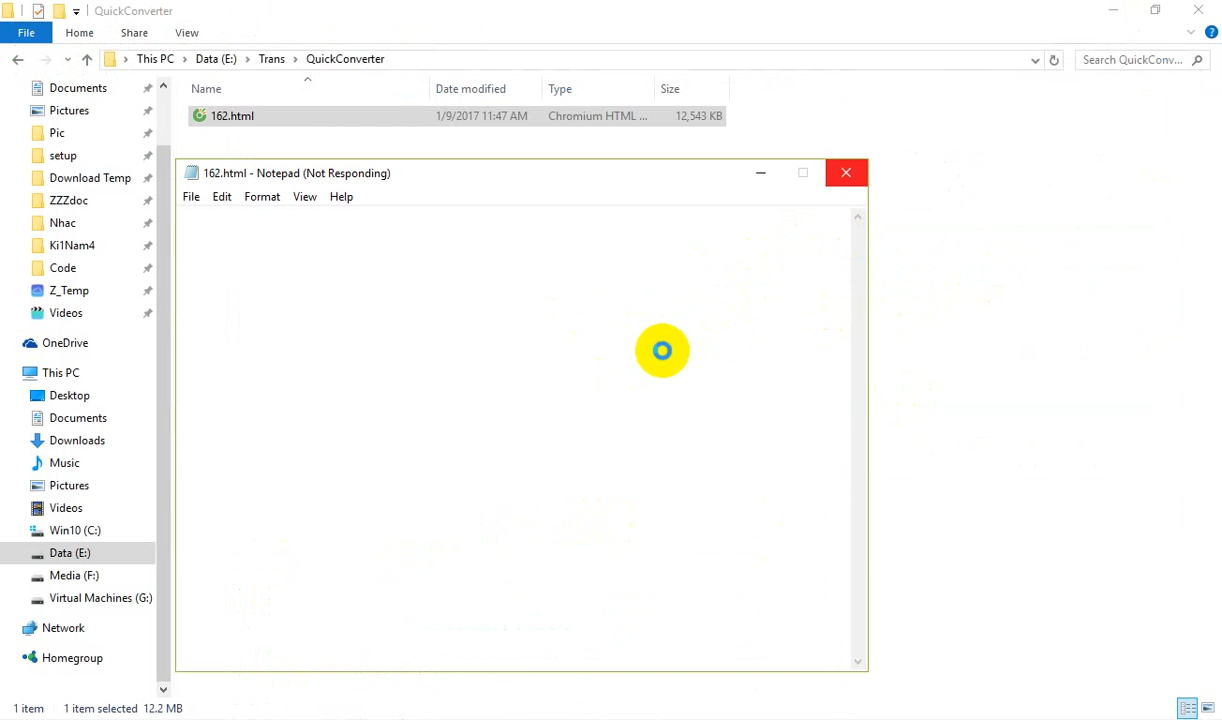 QuickConverter
File Home Share View
This PC Data (E:) Trans QuickConverter
Search QuickConv...
Name Date modified Type Size
162.html 1/9/2017 11:47 AM Chromium HTML ... 12,543 KB
162.html - Notepad (Not Responding)
File Edit Format View Help
Documents
Pictures
Pic
setup
Download Temp
ZZZdoc
Nhac
Ki1Nam4
Code
Z_Temp
Videos
OneDrive
This PC
Desktop
Documents
Downloads
Music
Pictures
Videos
Win10 (C:)
Data (E:)
Media (F:)
Virtual Machines (G:)
Network
Homegroup
1 item 1 item selected 12.2 MB